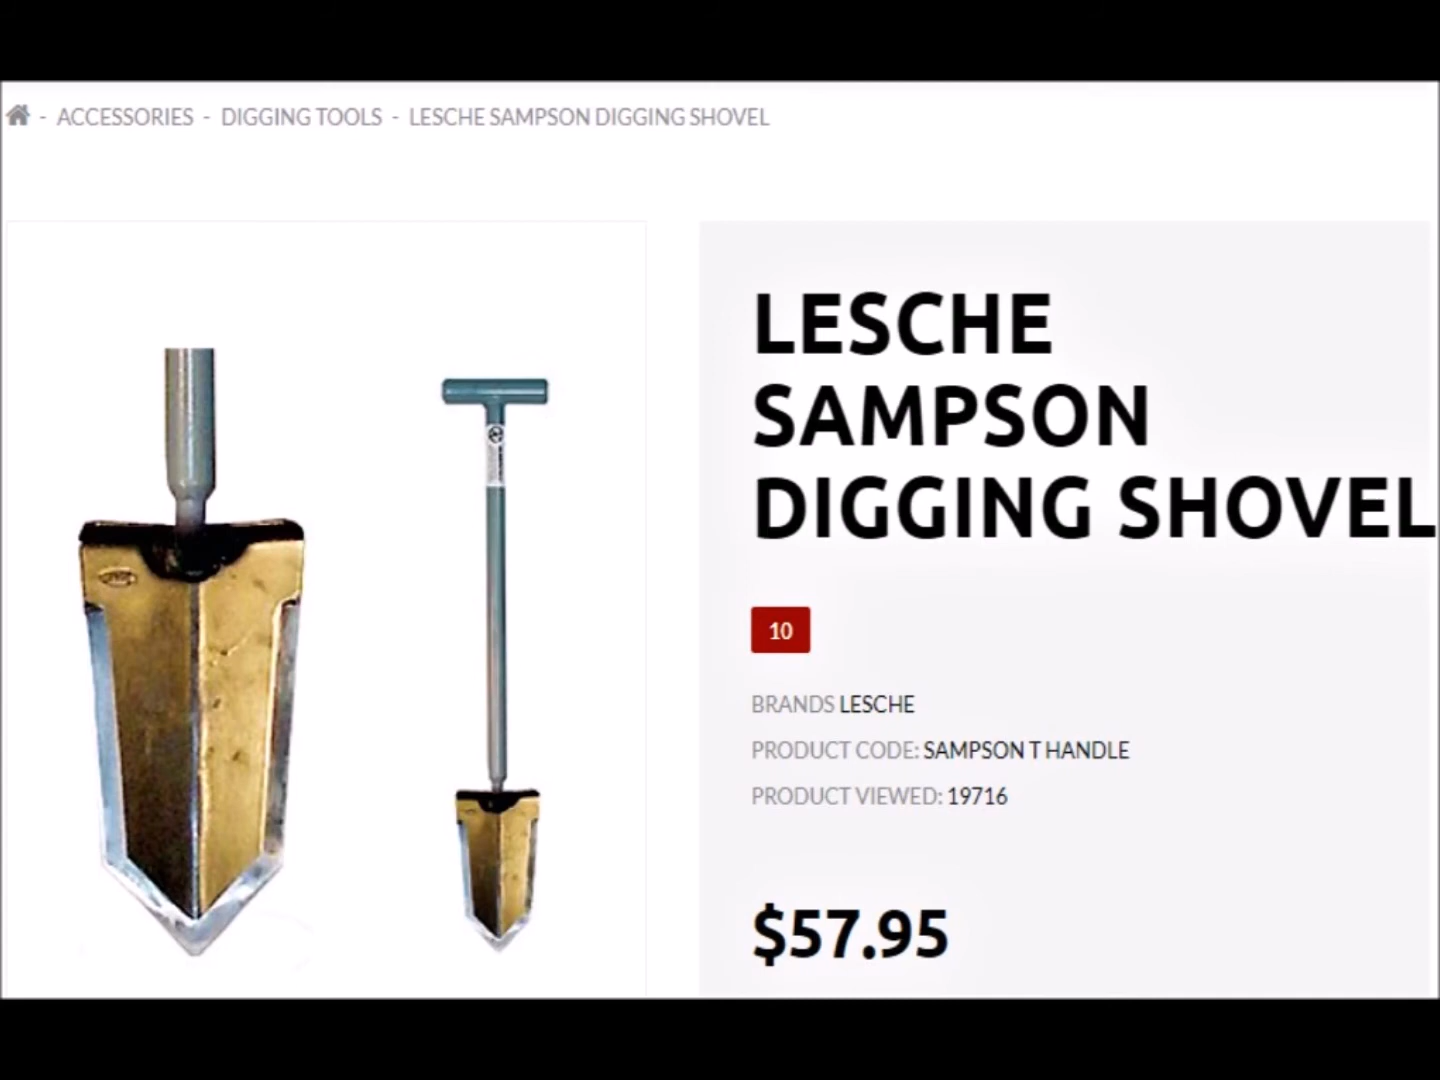 - ACCESSORIES - DIGGING TOOLS - LESCHE SAMPSON DIGGING SHOVEL
LESCHE
SAMPSON
DIGGING SHOVEL
10
BRANDS LESCHE
PRODUCT CODE: SAMPSON T HANDLE
PRODUCT VIEWED: 19716
$57.95